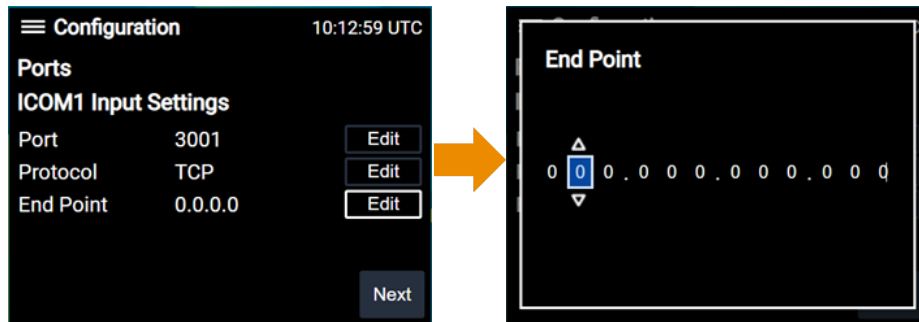 Configuration 10:12:59 UTC
Ports
ICOM1 Input Settings
Port 3001 Edit
Protocol TCP Edit
End Point 0.0.0.0 Edit
Next
End Point
0 0 0 . 0 0 0 . 0 0 0 . 0 0 0